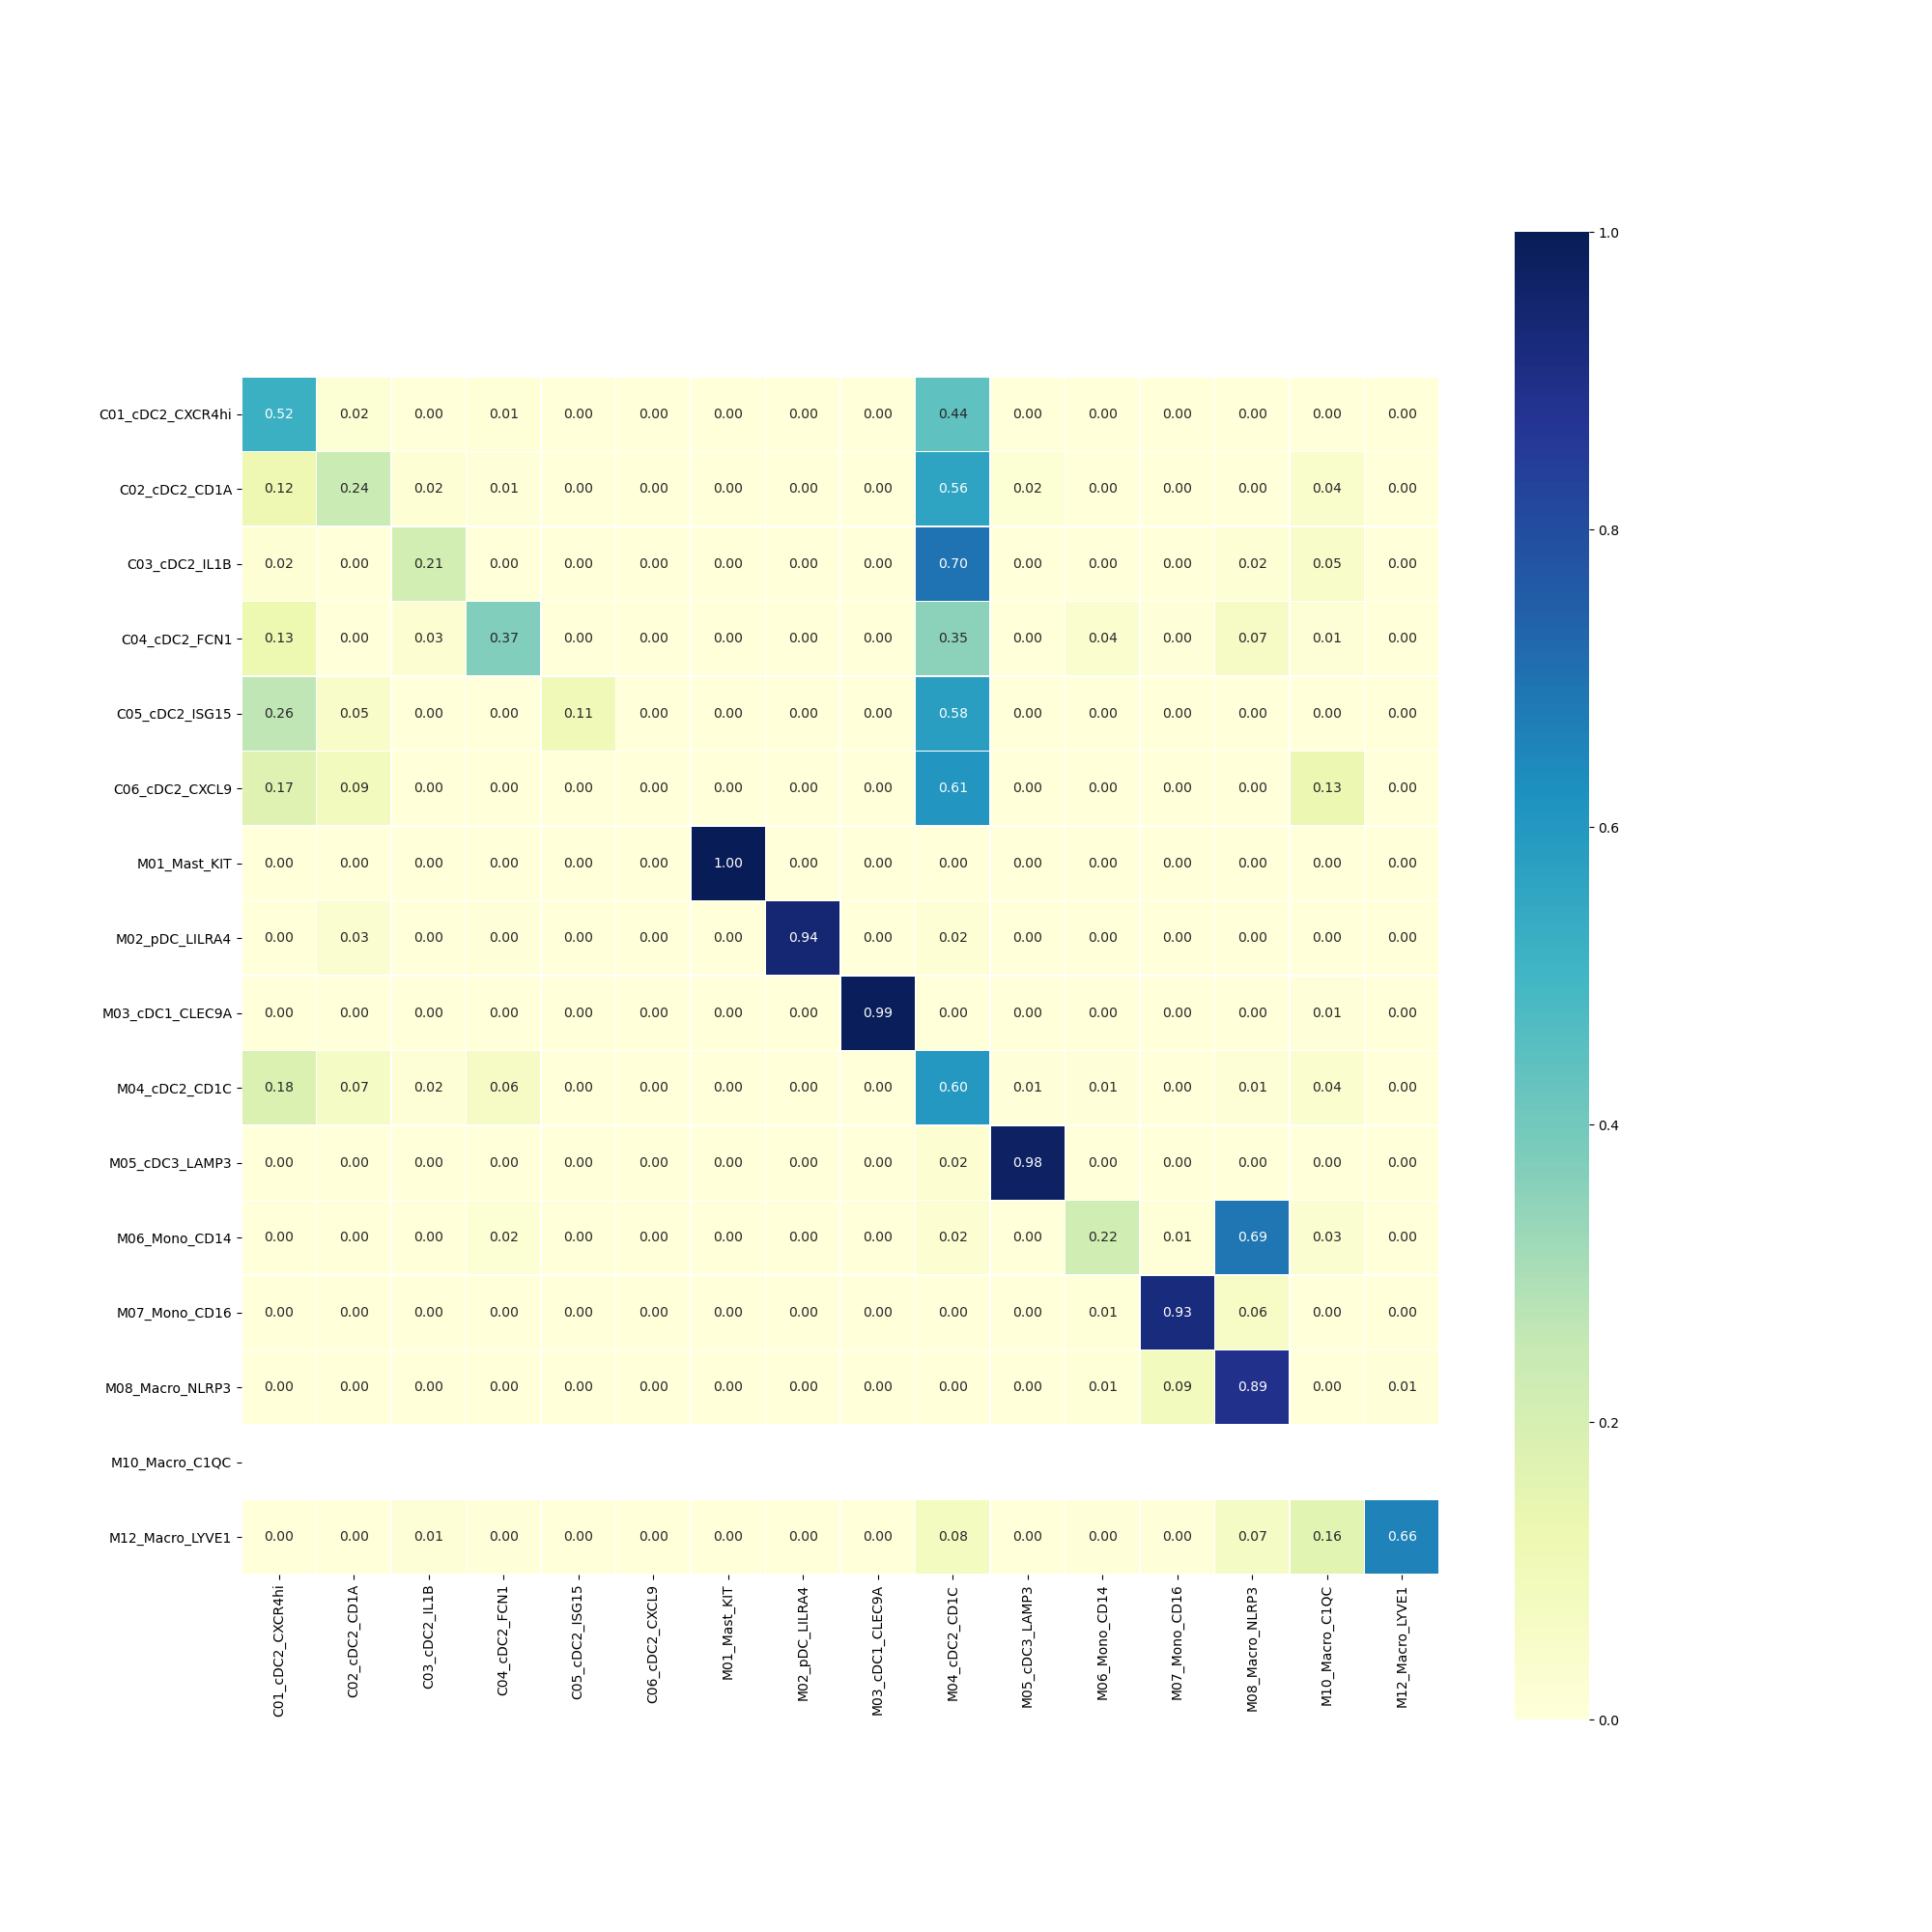 C01_cDC2_CXCR4hi 0.52 0.02 0.00 0.01 0.00 0.00 0.00 0.00 0.00 0.44 0.00 0.00 0.00 0.00 0.00 0.00
C02_cDC2_CD1A 0.12 0.24 0.02 0.01 0.00 0.00 0.00 0.00 0.00 0.56 0.02 0.00 0.00 0.00 0.04 0.00
C03_cDC2_IL1B 0.02 0.00 0.21 0.00 0.00 0.00 0.00 0.00 0.00 0.70 0.00 0.00 0.00 0.02 0.05 0.00
C04_cDC2_FCN1 0.13 0.00 0.03 0.37 0.00 0.00 0.00 0.00 0.00 0.35 0.00 0.04 0.00 0.07 0.01 0.00
C05_cDC2_ISG15 0.26 0.05 0.00 0.00 0.11 0.00 0.00 0.00 0.00 0.58 0.00 0.00 0.00 0.00 0.00 0.00
C06_cDC2_CXCL9 0.17 0.09 0.00 0.00 0.00 0.00 0.00 0.00 0.00 0.61 0.00 0.00 0.00 0.00 0.13 0.00
M01_Mast_KIT 0.00 0.00 0.00 0.00 0.00 0.00 1.00 0.00 0.00 0.00 0.00 0.00 0.00 0.00 0.00 0.00
M02_pDC_LILRA4 0.00 0.03 0.00 0.00 0.00 0.00 0.00 0.94 0.00 0.02 0.00 0.00 0.00 0.00 0.00 0.00
M03_cDC1_CLEC9A 0.00 0.00 0.00 0.00 0.00 0.00 0.00 0.00 0.99 0.00 0.00 0.00 0.00 0.00 0.01 0.00
M04_cDC2_CD1C 0.18 0.07 0.02 0.06 0.00 0.00 0.00 0.00 0.00 0.60 0.01 0.01 0.00 0.01 0.04 0.00
M05_cDC3_LAMP3 0.00 0.00 0.00 0.00 0.00 0.00 0.00 0.00 0.00 0.02 0.98 0.00 0.00 0.00 0.00 0.00
M06_Mono_CD14 0.00 0.00 0.00 0.02 0.00 0.00 0.00 0.00 0.00 0.02 0.00 0.22 0.01 0.69 0.03 0.00
M07_Mono_CD16 0.00 0.00 0.00 0.00 0.00 0.00 0.00 0.00 0.00 0.00 0.00 0.01 0.93 0.06 0.00 0.00
M08_Macro_NLRP3 0.00 0.00 0.00 0.00 0.00 0.00 0.00 0.00 0.00 0.00 0.00 0.01 0.09 0.89 0.00 0.01
M10_Macro_C1QC
M12_Macro_LYVE1 0.00 0.00 0.01 0.00 0.00 0.00 0.00 0.00 0.00 0.08 0.00 0.00 0.00 0.07 0.16 0.66
C01_cDC2_CXCR4hi
C02_cDC2_CD1A
C03_cDC2_IL1B
C04_cDC2_FCN1
C05_cDC2_ISG15
C06_cDC2_CXCL9
M01_Mast_KIT
M02_pDC_LILRA4
M03_cDC1_CLEC9A
M04_cDC2_CD1C
M05_cDC3_LAMP3
M06_Mono_CD14
M07_Mono_CD16
M08_Macro_NLRP3
M10_Macro_C1QC
M12_Macro_LYVE1
1.0
0.8
0.6
0.4
0.2
0.0